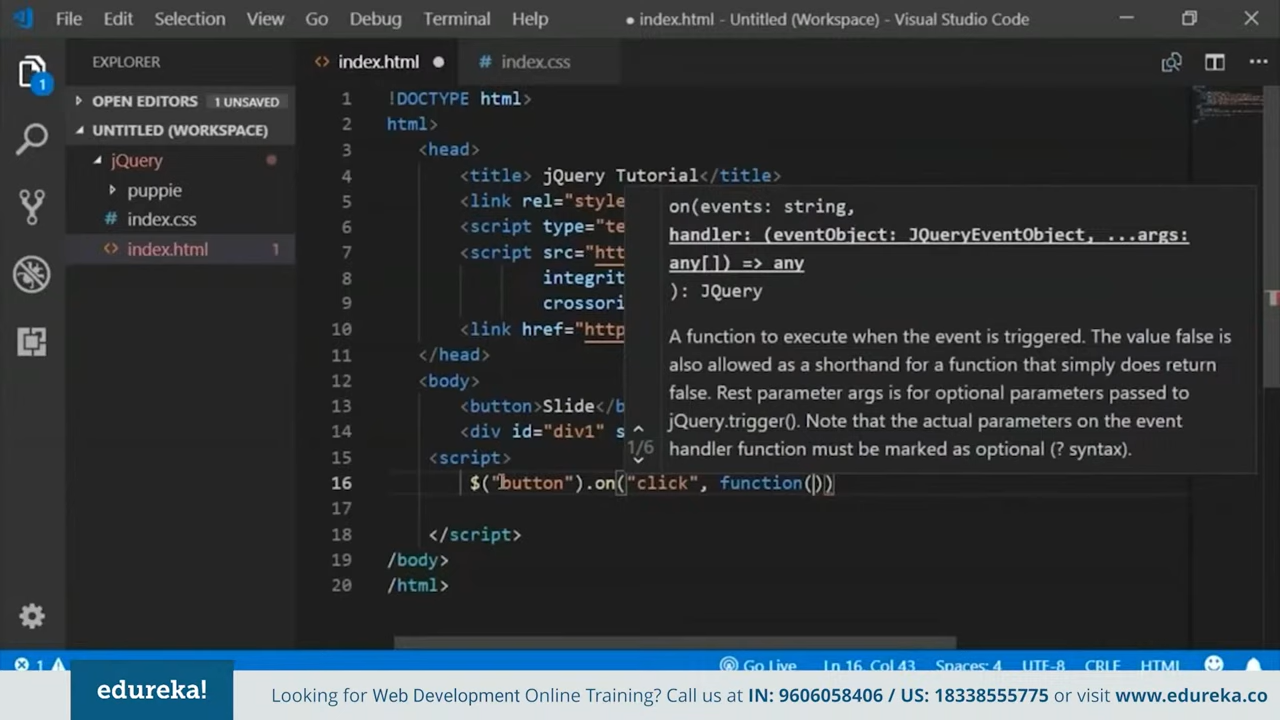 File Edit Selection View Go Debug Terminal Help ● index.html - Untitled (Workspace) - Visual Studio Code
EXPLORER
index.html
# index.css
OPEN EDITORS 1 UNSAVED
UNTITLED (WORKSPACE)
jQuery
puppie
# index.css
index.html 1
1
1 !DOCTYPE html>
2 html>
3 <head>
4 <title> jQuery Tutorial</title>
5 <link rel="style
6 <script type="te
7 <script src="htt
8 integrit
9 crossori
10 <link href="http
11 </head>
12 <body>
13 <button>Slide</b
14 <div id="div1" s
15 <script>
16 $("button").on("click", function())
17
18 </script>
19 /body>
20 /html>
on(events: string,
handler: (eventObject: JQueryEventObject, ...args:
any[]) => any
): JQuery
1/6
A function to execute when the event is triggered. The value false is
also allowed as a shorthand for a function that simply does return
false. Rest parameter args is for optional parameters passed to
jQuery.trigger(). Note that the actual parameters on the event
handler function must be marked as optional (? syntax).
1 Go Live Ln 16, Col 43 Spaces: 4 UTF-8 CRLF HTML
edureka!
Looking for Web Development Online Training? Call us at IN: 9606058406 / US: 18338555775 or visit www.edureka.co